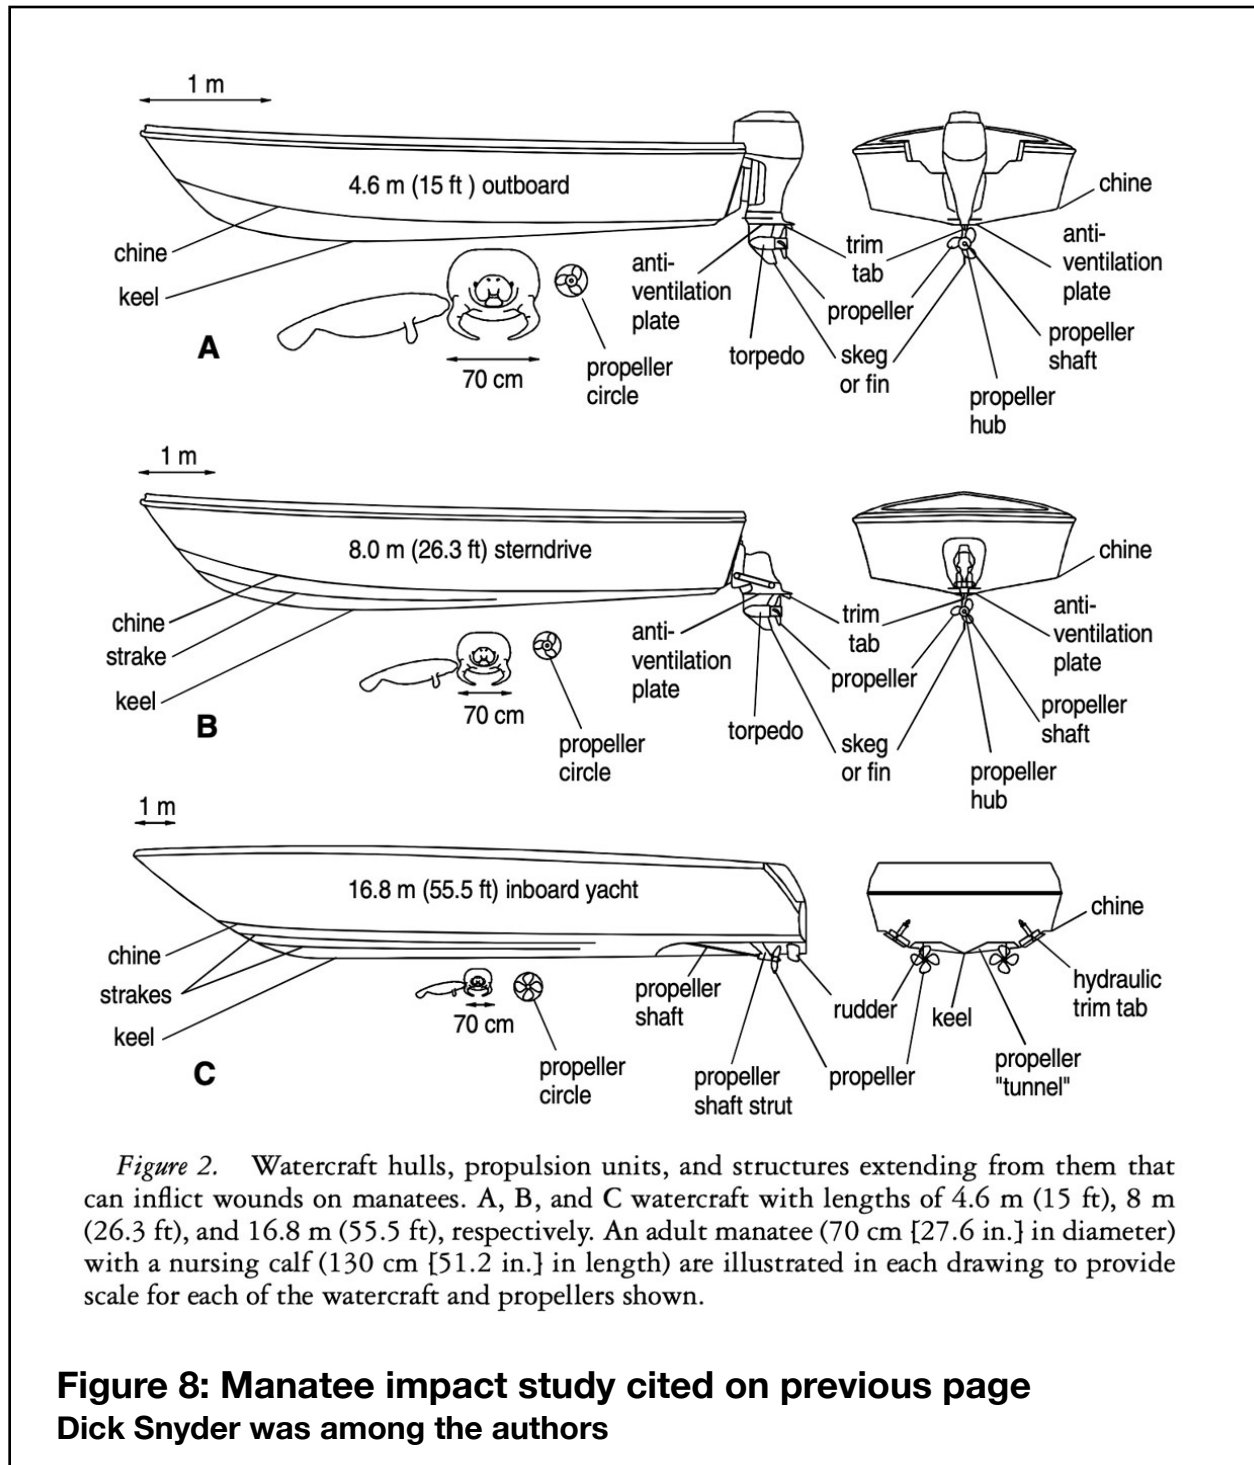 1 m
4.6 m (15 ft ) outboard
chine
keel
A
70 cm
propeller
circle
anti-
ventilation
plate
torpedo
trim
tab
propeller
skeg
or fin
chine
anti-
ventilation
plate
propeller
shaft
propeller
hub
1 m
8.0 m (26.3 ft) sterndrive
chine
strake
keel
B
70 cm
propeller
circle
anti-
ventilation
plate
torpedo
trim
tab
propeller
skeg
or fin
chine
anti-
ventilation
plate
propeller
shaft
propeller
hub
1 m
16.8 m (55.5 ft) inboard yacht
chine
strakes
keel
C
70 cm
propeller
circle
propeller
shaft
propeller
shaft strut
rudder
propeller
keel
chine
hydraulic
trim tab
propeller
"tunnel"
Figure 2. Watercraft hulls, propulsion units, and structures extending from them that
can inflict wounds on manatees. A, B, and C watercraft with lengths of 4.6 m (15 ft), 8 m
(26.3 ft), and 16.8 m (55.5 ft), respectively. An adult manatee (70 cm [27.6 in.] in diameter)
with a nursing calf (130 cm [51.2 in.] in length) are illustrated in each drawing to provide
scale for each of the watercraft and propellers shown.
Figure 8: Manatee impact study cited on previous page
Dick Snyder was among the authors